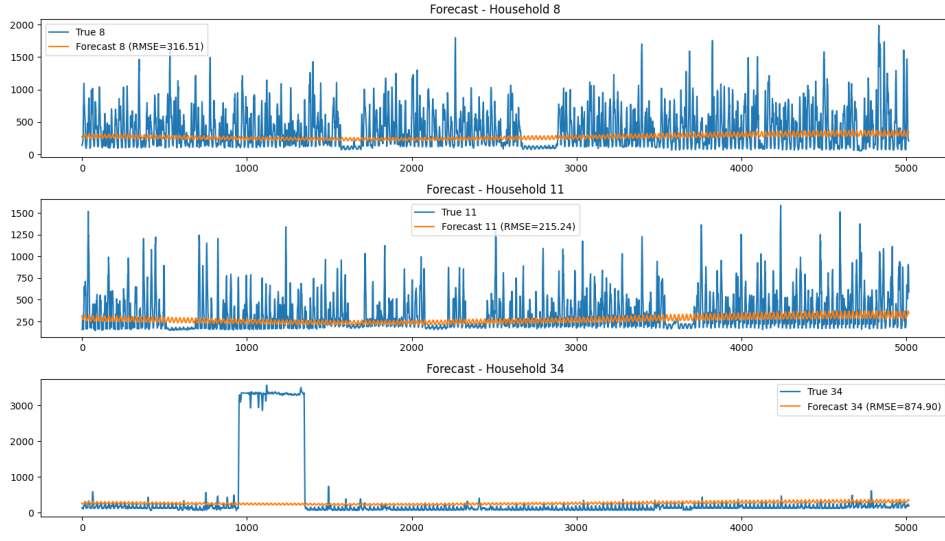 Forecast - Household 8
True 8
Forecast 8 (RMSE=316.51)
2000
1500
1000
500
0
0 1000 2000 3000 4000 5000
Forecast - Household 11
True 11
Forecast 11 (RMSE=215.24)
1500
1250
1000
750
500
250
0 1000 2000 3000 4000 5000
Forecast - Household 34
True 34
Forecast 34 (RMSE=874.90)
3000
2000
1000
0
0 1000 2000 3000 4000 5000